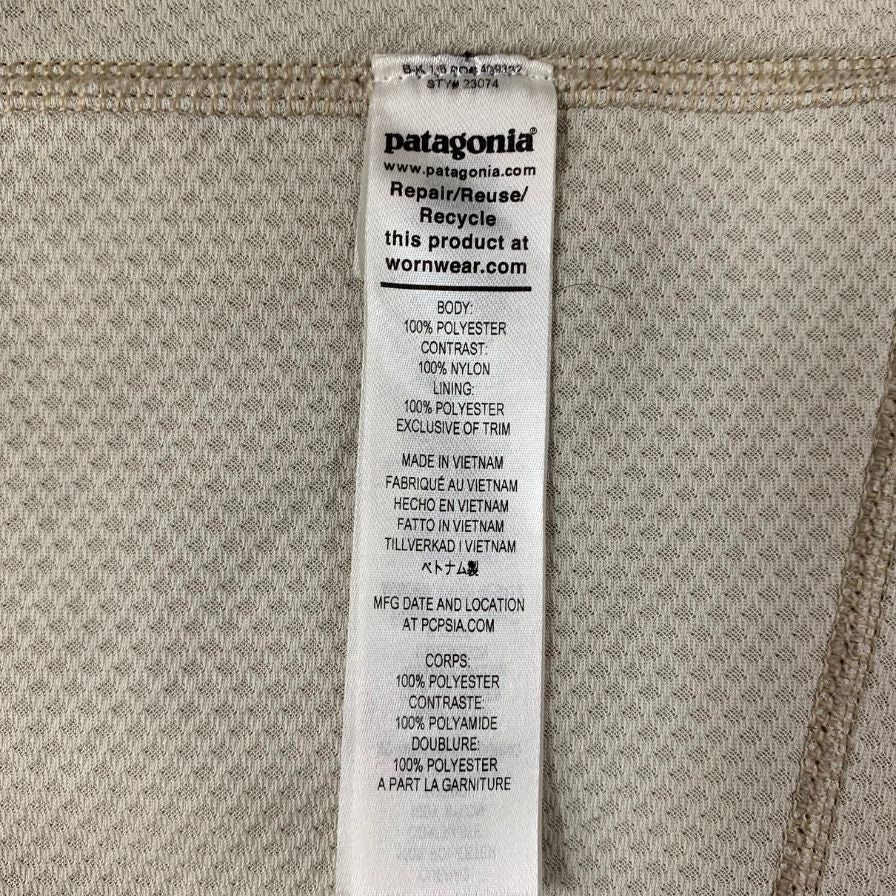 STY# 23074
patagonia®
www.patagonia.com
Repair/Reuse/
Recycle
this product at
wornwear.com
BODY:
100% POLYESTER
CONTRAST:
100% NYLON
LINING:
100% POLYESTER
EXCLUSIVE OF TRIM
MADE IN VIETNAM
FABRIQUÉ AU VIETNAM
HECHO EN VIETNAM
FATTO IN VIETNAM
TILLVERKAD I VIETNAM
ベトナム製
MFG DATE AND LOCATION
AT PCPSIA.COM
CORPS:
100% POLYESTER
CONTRASTE:
100% POLYAMIDE
DOUBLURE:
100% POLYESTER
A PART LA GARNITURE